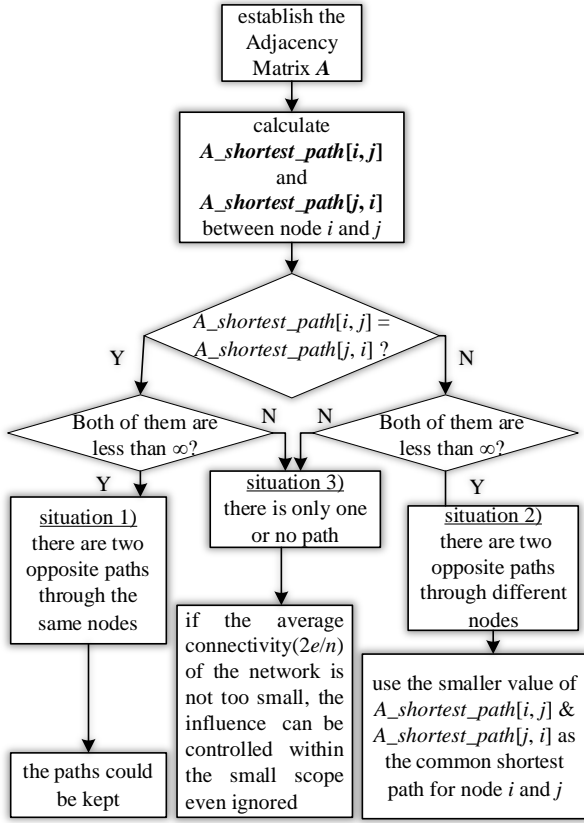 establish the
Adjacency
Matrix A
calculate
A_shortest_path[i, j]
and
A_shortest_path[j, i]
between node i and j
A_shortest_path[i, j] =
A_shortest_path[j, i] ?
Y
N
Both of them are
less than ∞?
N
Y
N
Both of them are
less than ∞?
Y
situation 1)
there are two
opposite paths
through the
same nodes
situation 3)
there is only one
or no path
situation 2)
there are two
opposite paths
through different
nodes
the paths could
be kept
if the average
connectivity(2e/n)
of the network is
not too small, the
influence can be
controlled within
the small scope
even ignored
use the smaller value of
A_shortest_path[i, j] &
A_shortest_path[j, i] as
the common shortest
path for node i and j